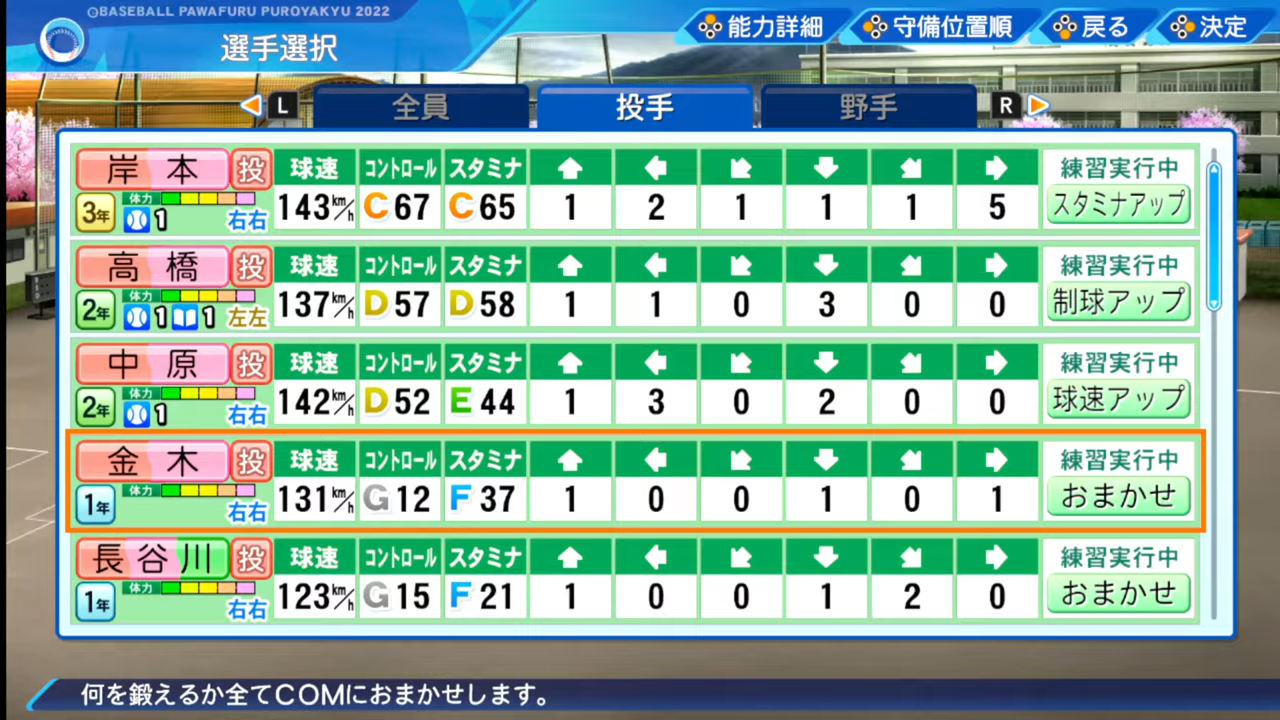 ©BASEBALL PAWAFURU PUROYAKYU 2022
選手選択
能力詳細 守備位置順 戻る 決定
L 全員 投手 野手 R
岸本 投 球速 コントロール スタミナ 練習実行中
3年 体力 1 右右 143km/h C67 C65 1 2 1 1 1 5 スタミナアップ
高橋 投 球速 コントロール スタミナ 練習実行中
2年 体力 1 1 左左 137km/h D57 D58 1 1 0 3 0 0 制球アップ
中原 投 球速 コントロール スタミナ 練習実行中
2年 体力 1 右右 142km/h D52 E44 1 3 0 2 0 0 球速アップ
金木 投 球速 コントロール スタミナ 練習実行中
1年 体力 右右 131km/h G12 F37 1 0 0 1 0 1 おまかせ
長谷川 投 球速 コントロール スタミナ 練習実行中
1年 体力 右右 123km/h G15 F21 1 0 0 1 2 0 おまかせ
何を鍛えるか全てCOMにおまかせします。